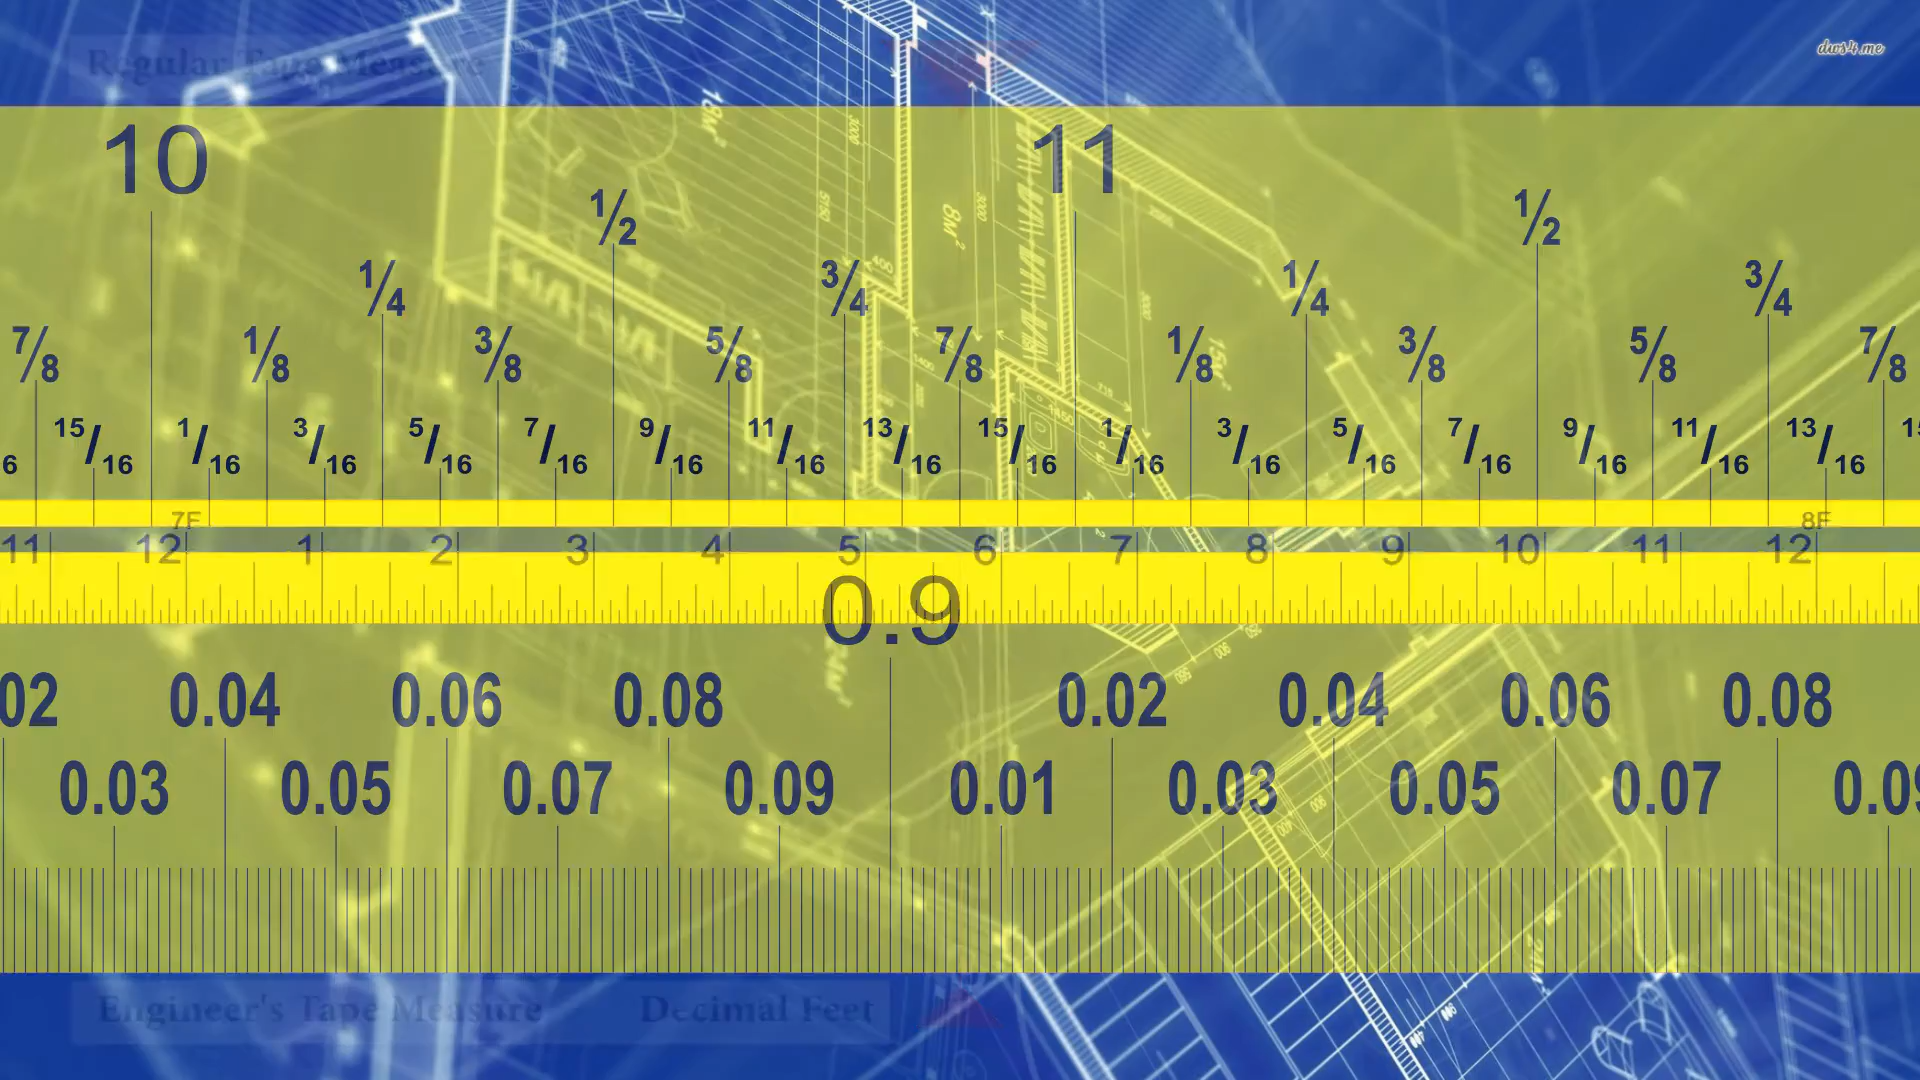 dws4.me
Regular Tape Measure
10 11
1/2 1/2
1/4 3/4 1/4 3/4
7/8 1/8 3/8 5/8 7/8 1/8 3/8 5/8 7/8
15/16 1/16 3/16 5/16 7/16 9/16 11/16 13/16 15/16 1/16 3/16 5/16 7/16 9/16 11/16 13/16
7F 8F
11 12 1 2 3 4 5 6 7 8 9 10 11 12
0.9
02 0.04 0.06 0.08 0.02 0.04 0.06 0.08
0.03 0.05 0.07 0.09 0.01 0.03 0.05 0.07 0.09
Engineer's Tape Measure Decimal Feet